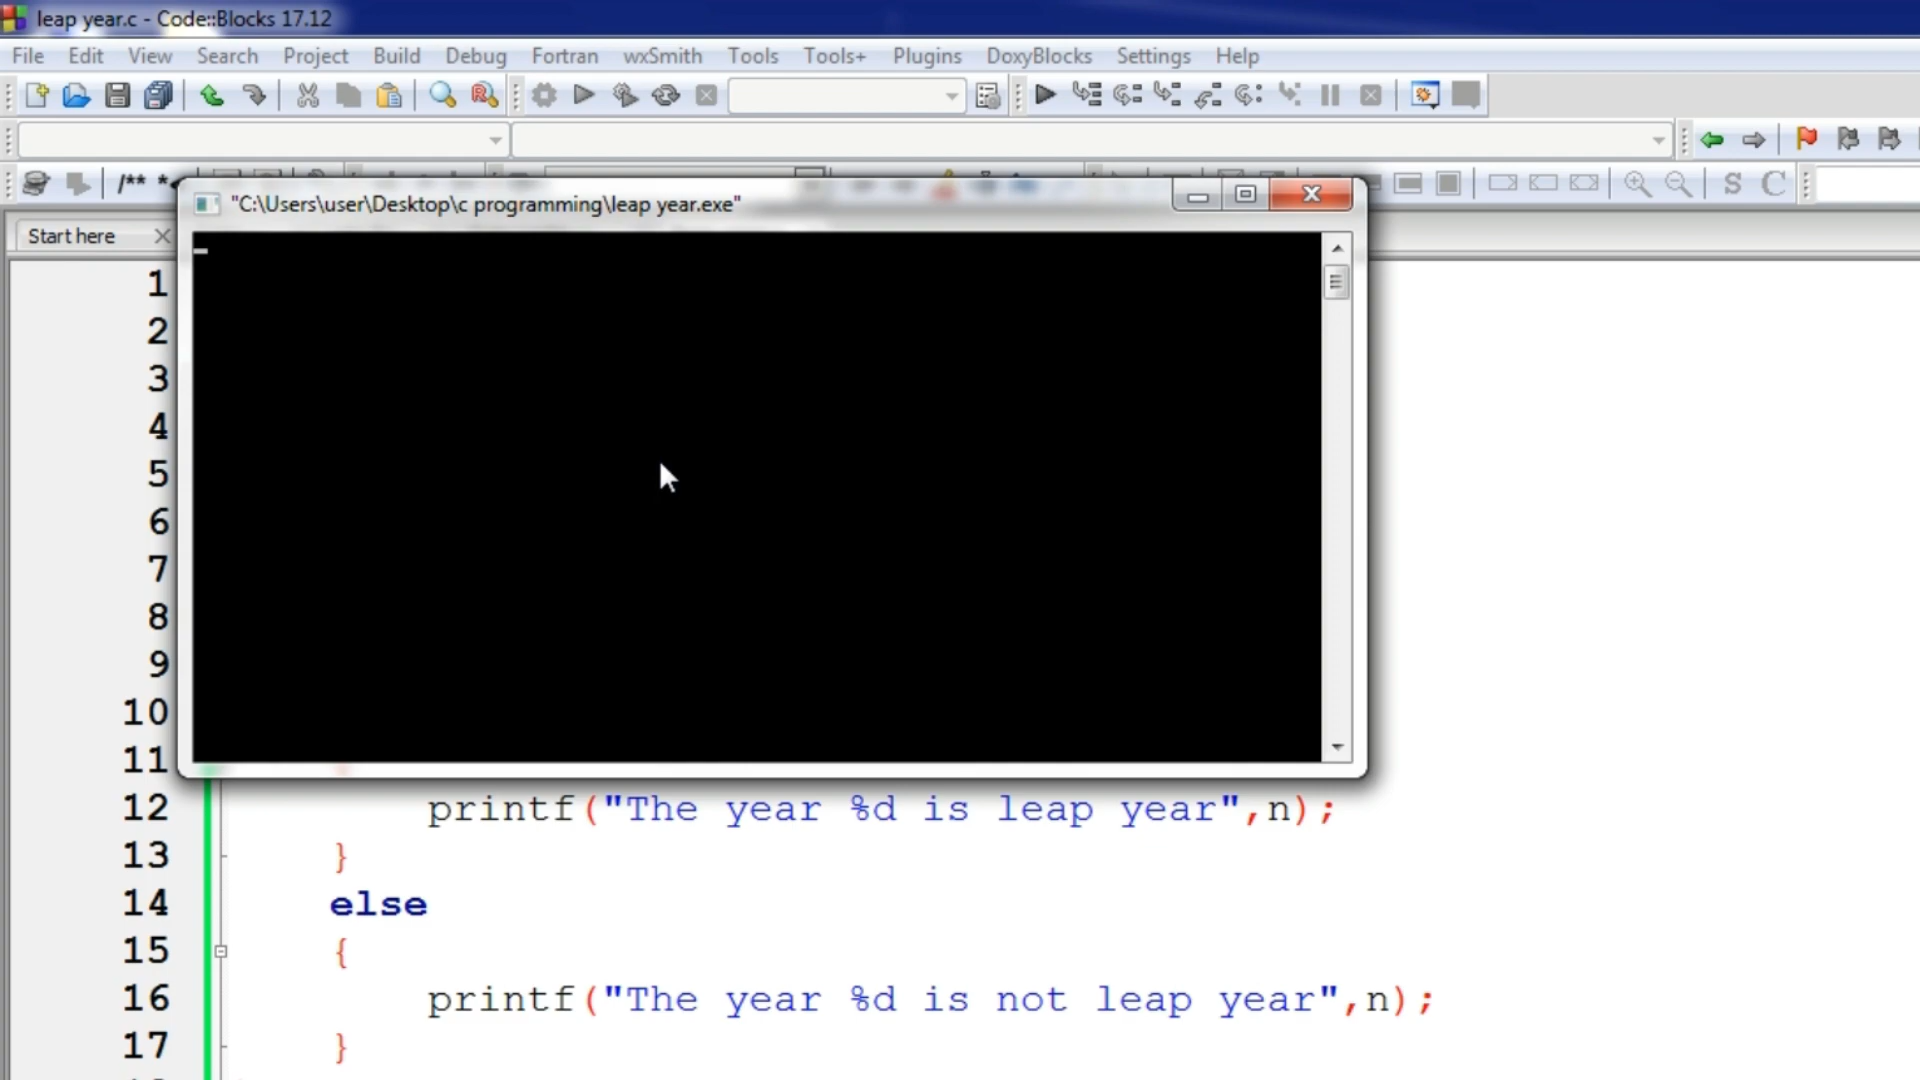 leap year.c - Code::Blocks 17.12
File Edit View Search Project Build Debug Fortran wxSmith Tools Tools+ Plugins DoxyBlocks Settings Help
/** *<
S C
"C:\Users\user\Desktop\c programming\leap year.exe"
Start here
1
2
3
4
5
6
7
8
9
10
11
12 printf("The year %d is leap year",n);
13 }
14 else
15 {
16 printf("The year %d is not leap year",n);
17 }